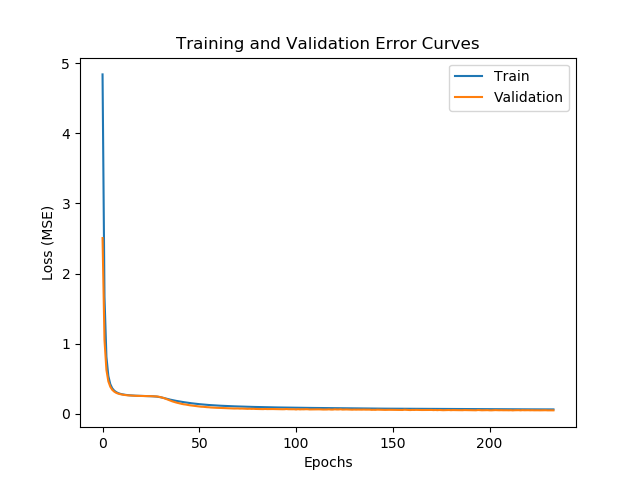 Training and Validation Error Curves
Train
Validation
5
4
3
2
1
0
Loss (MSE)
0 50 100 150 200
Epochs